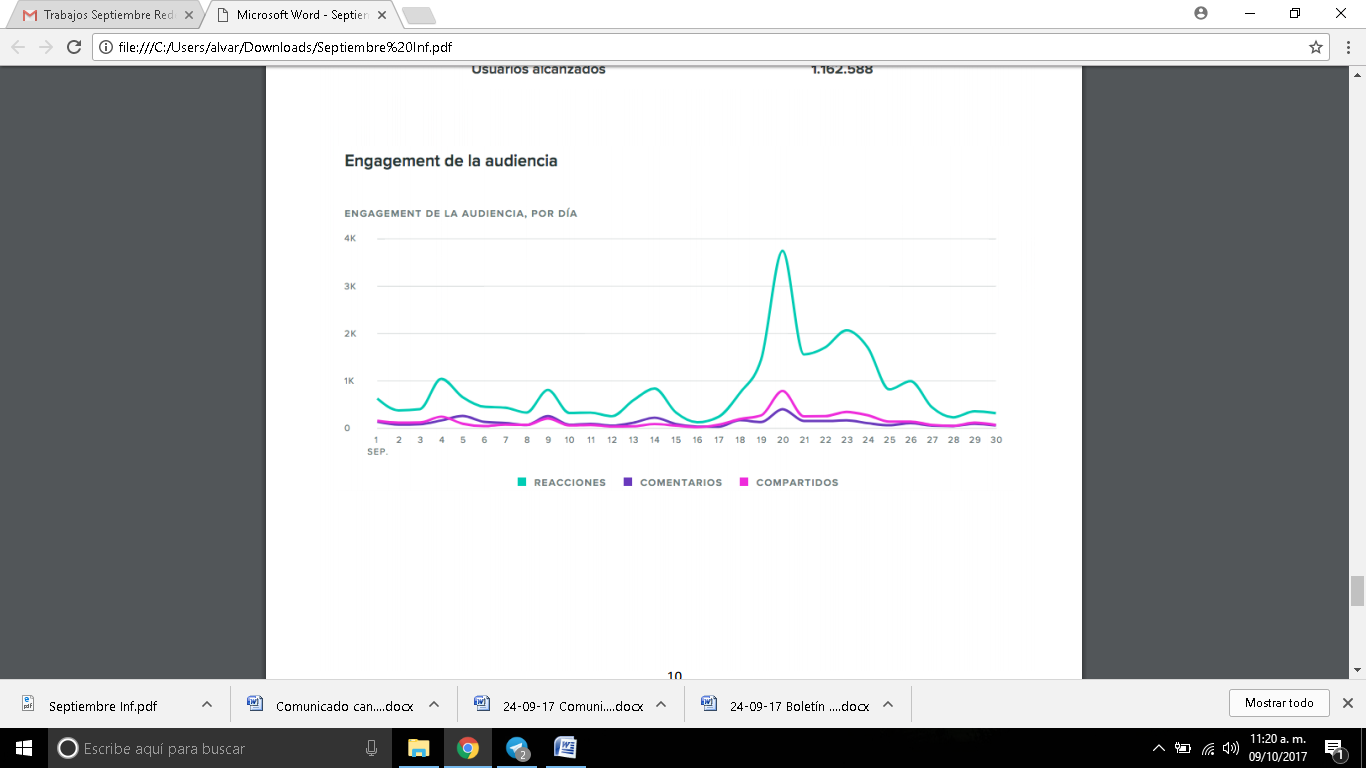 Trabajos Septiembre Red
Microsoft Word - Septien
file:///C:/Users/alvar/Downloads/Septiembre%20Inf.pdf
Usuarios alcanzados 1.162.588
Engagement de la audiencia
ENGAGEMENT DE LA AUDIENCIA, POR DÍA
4K
3K
2K
1K
0
1 2 3 4 5 6 7 8 9 10 11 12 13 14 15 16 17 18 19 20 21 22 23 24 25 26 27 28 29 30
SEP.
REACCIONES COMENTARIOS COMPARTIDOS
10
Septiembre Inf.pdf Comunicado can....docx 24-09-17 Comuni....docx 24-09-17 Boletín ....docx Mostrar todo
Escribe aquí para buscar 2 11:20 a. m.
09/10/2017 1